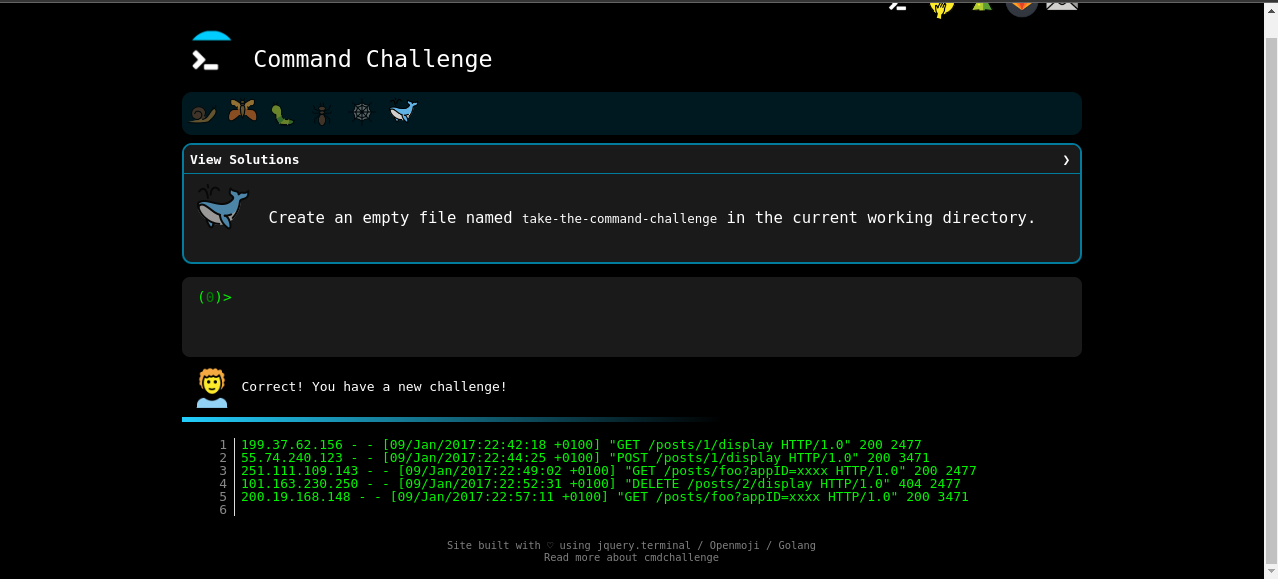 Command Challenge
View Solutions ❯
Create an empty file named take-the-command-challenge in the current working directory.
(0)>
Correct! You have a new challenge!
1 199.37.62.156 - - [09/Jan/2017:22:42:18 +0100] "GET /posts/1/display HTTP/1.0" 200 2477
2 55.74.240.123 - - [09/Jan/2017:22:44:25 +0100] "POST /posts/1/display HTTP/1.0" 200 3471
3 251.111.109.143 - - [09/Jan/2017:22:49:02 +0100] "GET /posts/foo?appID=xxxx HTTP/1.0" 200 2477
4 101.163.230.250 - - [09/Jan/2017:22:52:31 +0100] "DELETE /posts/2/display HTTP/1.0" 404 2477
5 200.19.168.148 - - [09/Jan/2017:22:57:11 +0100] "GET /posts/foo?appID=xxxx HTTP/1.0" 200 3471
6
Site built with ♡ using jquery.terminal / Openmoji / Golang
Read more about cmdchallenge